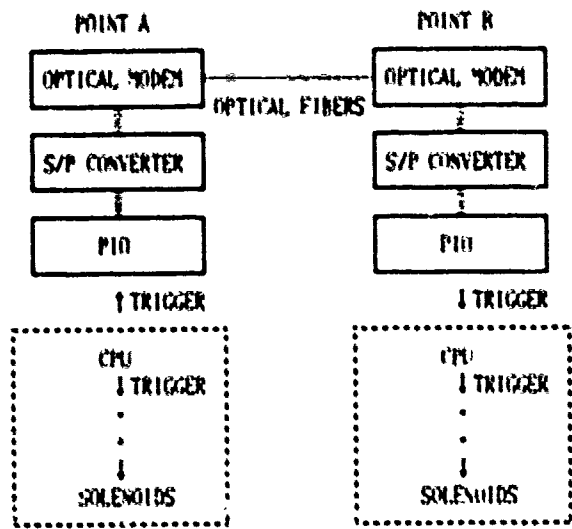 POINT A
OPTICAL MODEM
S/P CONVERTER
PIO
↑ TRIGGER
CPU
↓ TRIGGER
SOLENOIDS
OPTICAL FIBERS
POINT B
OPTICAL MODEM
S/P CONVERTER
PIO
↓ TRIGGER
CPU
↓ TRIGGER
SOLENOIDS